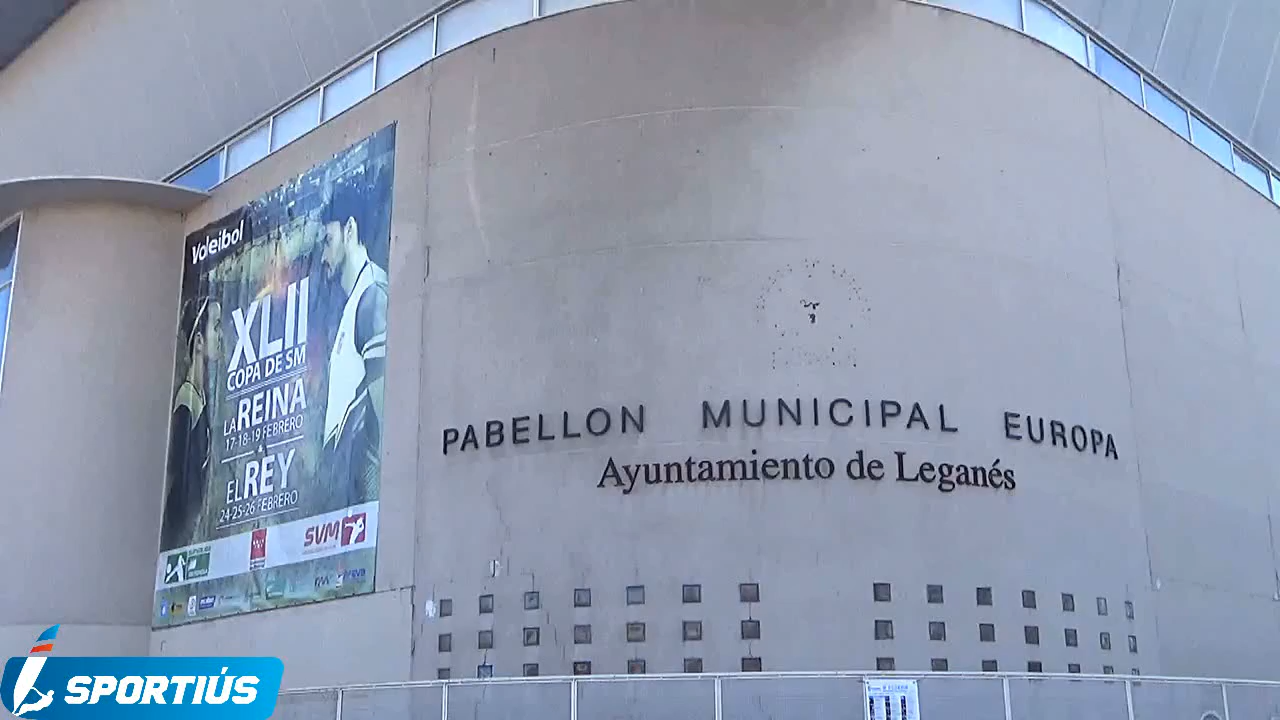 Voleibol
XLII
COPA DE SM
LA REINA
17-18-19 FEBRERO
EL REY
24-25-26 FEBRERO
SVM
PABELLON MUNICIPAL EUROPA
Ayuntamiento de Leganés
SPORTIÚS